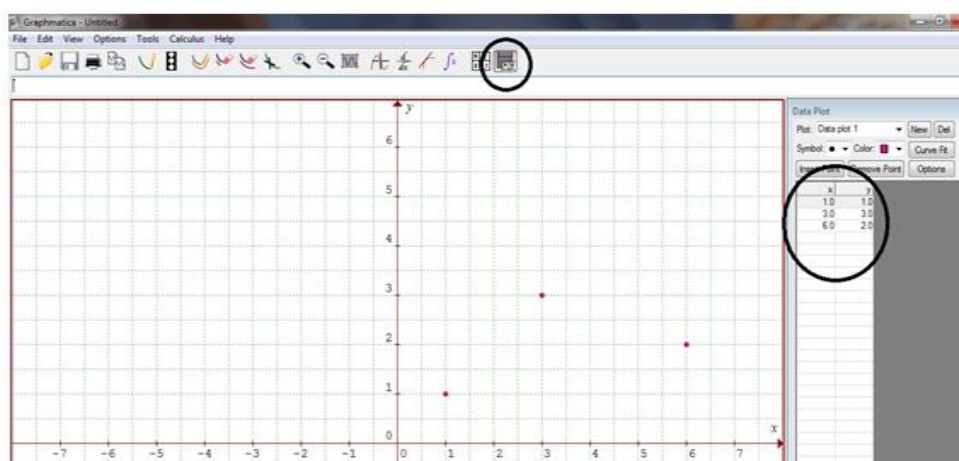 Graphmatica - Untitled
File Edit View Options Tools Calculus Help
y
6
5
4
3
2
1
0
x
-7 -6 -5 -4 -3 -2 -1 0 1 2 3 4 5 6 7
Data Plot
Plot: Data plot 1 New Del
Symbol: Color: Curve Fit
Point Point Options
x y
1.0 1.0
3.0 3.0
6.0 2.0